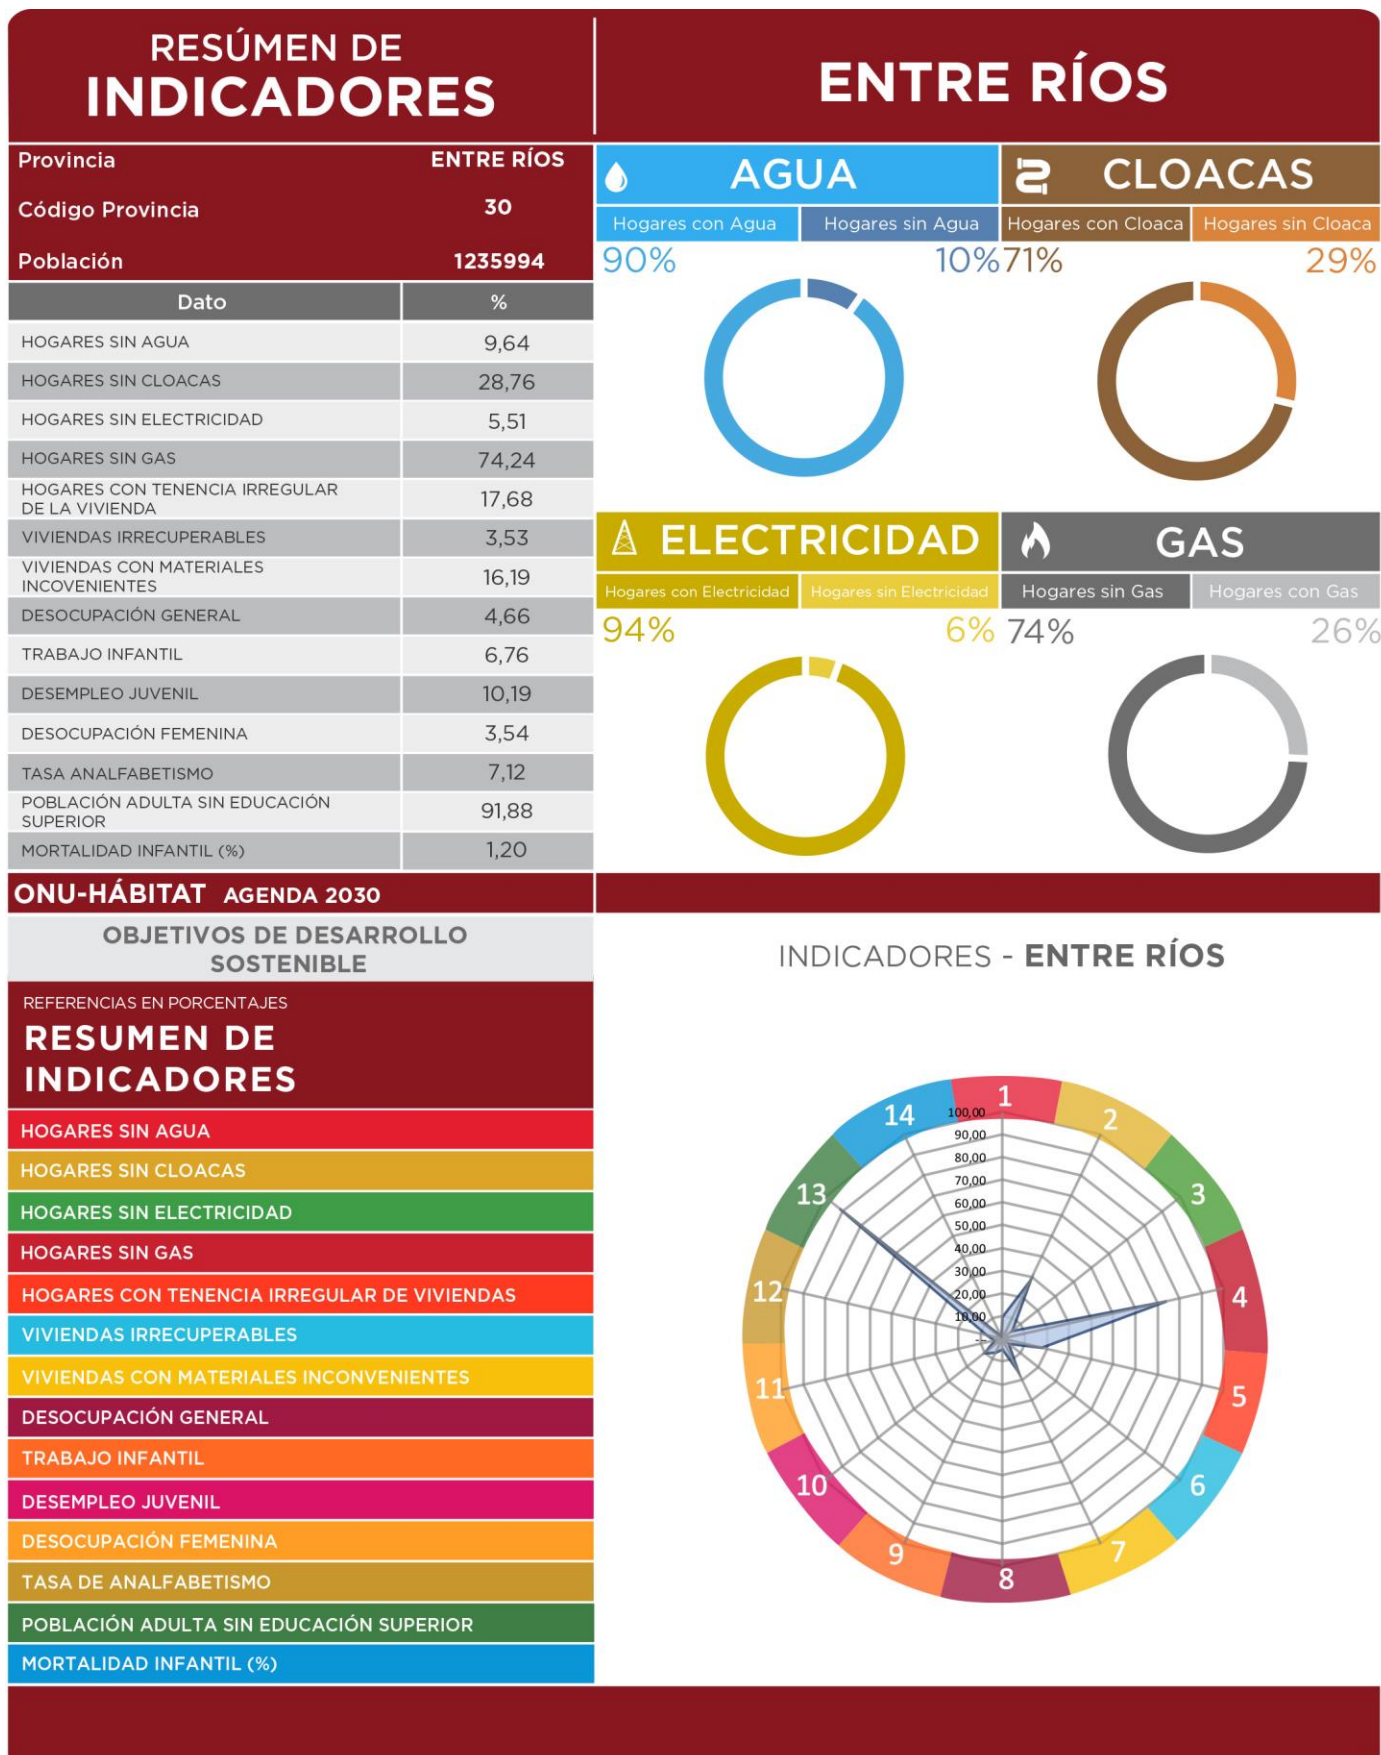 RESÚMEN DE
INDICADORES
ENTRE RÍOS
Provincia ENTRE RÍOS
Código Provincia 30
Población 1235994
Dato %
HOGARES SIN AGUA 9,64
HOGARES SIN CLOACAS 28,76
HOGARES SIN ELECTRICIDAD 5,51
HOGARES SIN GAS 74,24
HOGARES CON TENENCIA IRREGULAR
DE LA VIVIENDA 17,68
VIVIENDAS IRRECUPERABLES 3,53
VIVIENDAS CON MATERIALES
INCOVENIENTES 16,19
DESOCUPACIÓN GENERAL 4,66
TRABAJO INFANTIL 6,76
DESEMPLEO JUVENIL 10,19
DESOCUPACIÓN FEMENINA 3,54
TASA ANALFABETISMO 7,12
POBLACIÓN ADULTA SIN EDUCACIÓN
SUPERIOR 91,88
MORTALIDAD INFANTIL (%) 1,20
AGUA
Hogares con Agua Hogares sin Agua
90% 10%
CLOACAS
Hogares con Cloaca Hogares sin Cloaca
71% 29%
ELECTRICIDAD
Hogares con Electricidad Hogares sin Electricidad
94% 6%
GAS
Hogares sin Gas Hogares con Gas
74% 26%
ONU-HÁBITAT AGENDA 2030
OBJETIVOS DE DESARROLLO
SOSTENIBLE
REFERENCIAS EN PORCENTAJES
RESUMEN DE
INDICADORES
HOGARES SIN AGUA
HOGARES SIN CLOACAS
HOGARES SIN ELECTRICIDAD
HOGARES SIN GAS
HOGARES CON TENENCIA IRREGULAR DE VIVIENDAS
VIVIENDAS IRRECUPERABLES
VIVIENDAS CON MATERIALES INCONVENIENTES
DESOCUPACIÓN GENERAL
TRABAJO INFANTIL
DESEMPLEO JUVENIL
DESOCUPACIÓN FEMENINA
TASA DE ANALFABETISMO
POBLACIÓN ADULTA SIN EDUCACIÓN SUPERIOR
MORTALIDAD INFANTIL (%)
INDICADORES - ENTRE RÍOS
1
2
3
4
5
6
7
8
9
10
11
12
13
14
100,00
90,00
80,00
70,00
60,00
50,00
40,00
30,00
20,00
10,00
-